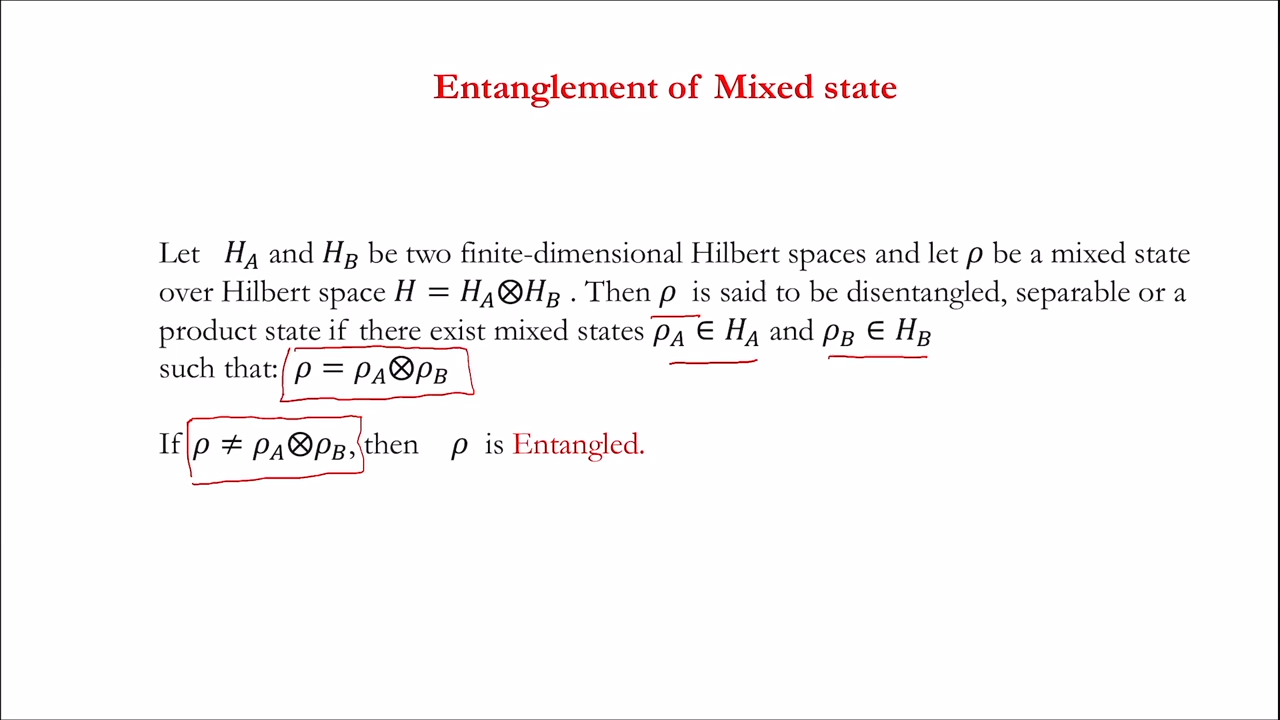 Entanglement of Mixed state
Let H_A and H_B be two finite-dimensional Hilbert spaces and let ρ be a mixed state
over Hilbert space H = H_A⊗H_B . Then ρ is said to be disentangled, separable or a
product state if there exist mixed states ρ_A ∈ H_A and ρ_B ∈ H_B
such that: ρ = ρ_A⊗ρ_B
If ρ ≠ ρ_A⊗ρ_B, then ρ is Entangled.